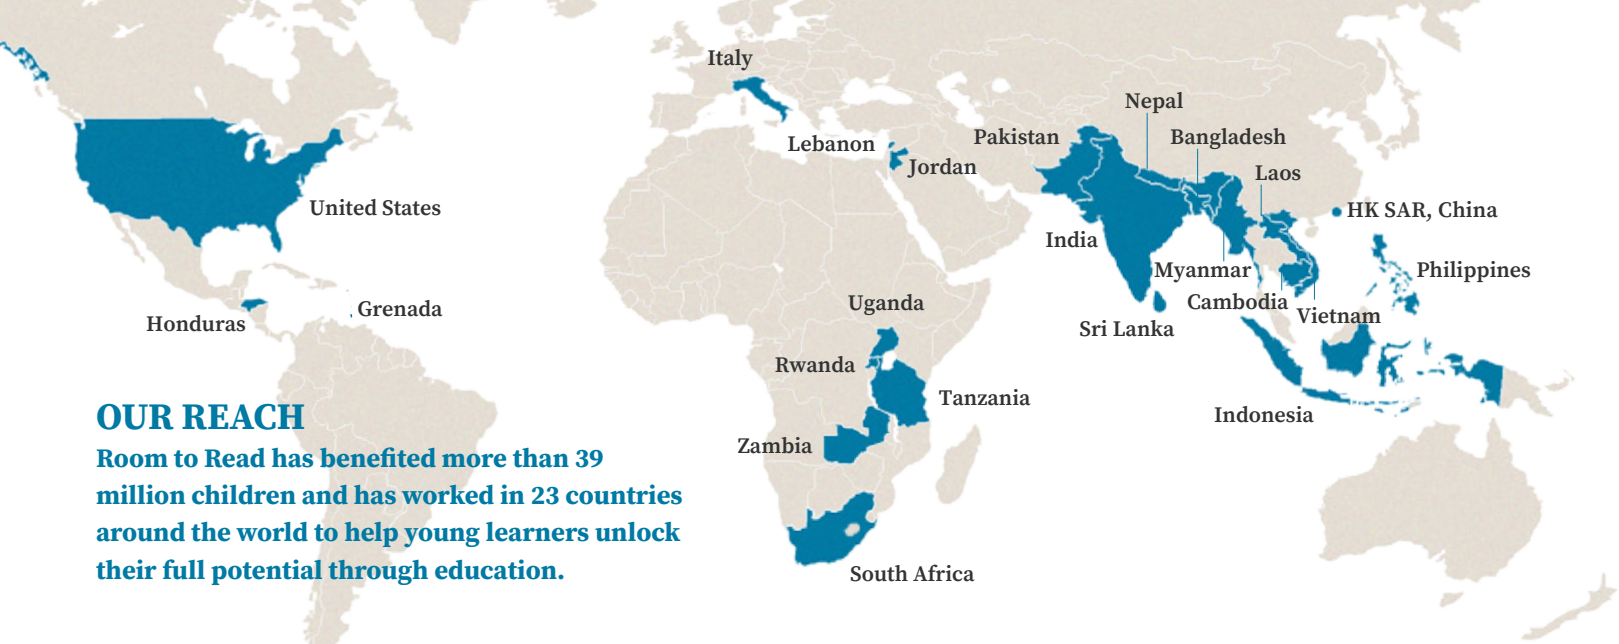 Italy
Nepal
Pakistan
Bangladesh
Lebanon
Jordan
Laos
United States
HK SAR, China
India
Myanmar
Philippines
Cambodia
Uganda
Grenada
Vietnam
Honduras
Sri Lanka
Rwanda
Tanzania
Indonesia
Zambia
South Africa
OUR REACH
Room to Read has benefited more than 39
million children and has worked in 23 countries
around the world to help young learners unlock
their full potential through education.